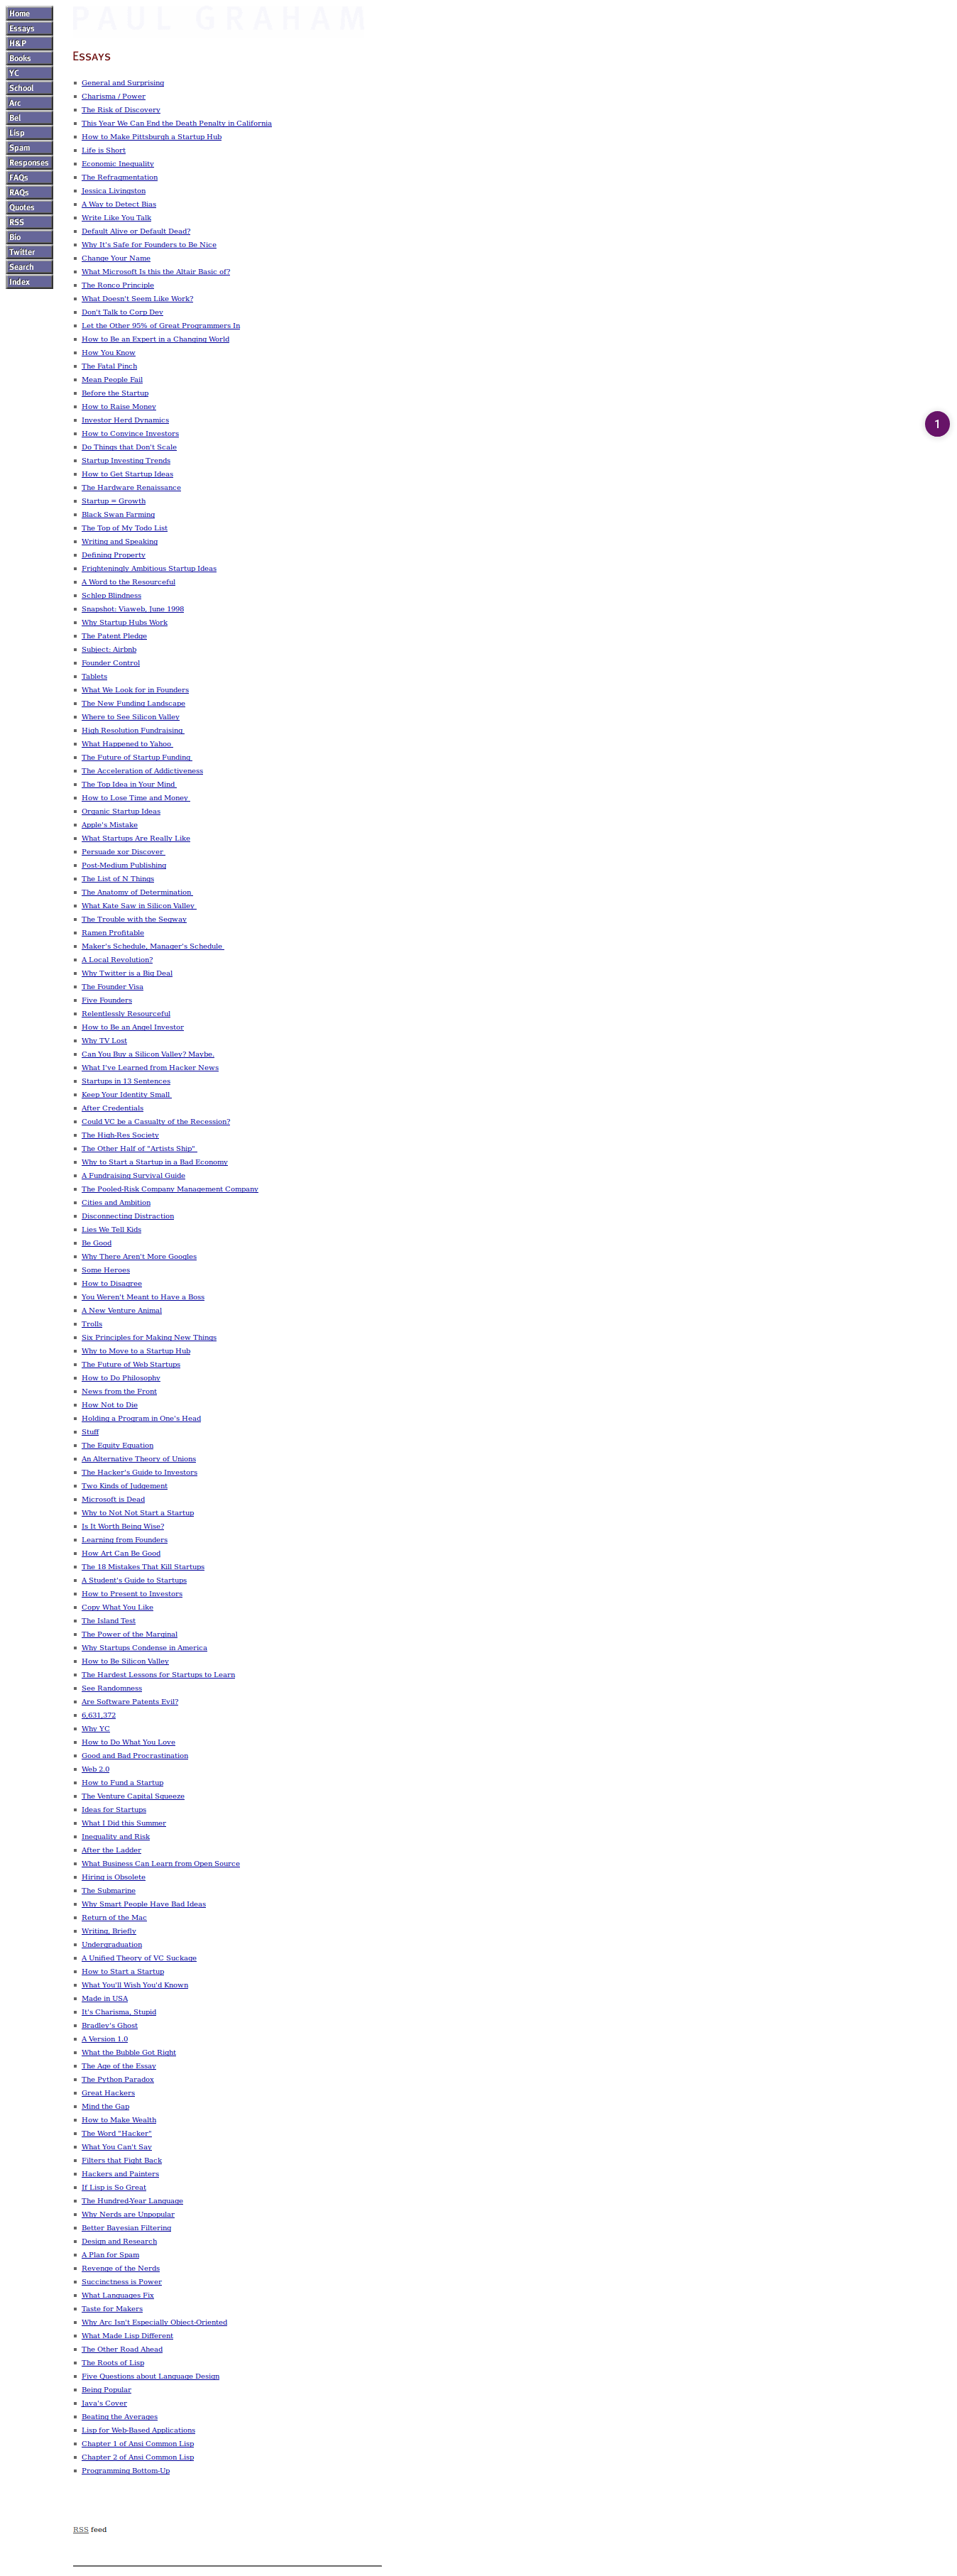 PAUL GRAHAM
Home
Essays
H&P
Books
YC
School
Arc
Bel
Lisp
Spam
Responses
FAQs
RAQs
Quotes
RSS
Bio
Twitter
Search
Index
ESSAYS
General and Surprising
Charisma / Power
The Risk of Discovery
This Year We Can End the Death Penalty in California
How to Make Pittsburgh a Startup Hub
Life is Short
Economic Inequality
The Refragmentation
Jessica Livingston
A Way to Detect Bias
Write Like You Talk
Default Alive or Default Dead?
Why It's Safe for Founders to Be Nice
Change Your Name
What Microsoft Is this the Altair Basic of?
The Ronco Principle
What Doesn't Seem Like Work?
Don't Talk to Corp Dev
Let the Other 95% of Great Programmers In
How to Be an Expert in a Changing World
How You Know
The Fatal Pinch
Mean People Fail
Before the Startup
How to Raise Money
Investor Herd Dynamics
How to Convince Investors
Do Things that Don't Scale
Startup Investing Trends
How to Get Startup Ideas
The Hardware Renaissance
Startup = Growth
Black Swan Farming
The Top of My Todo List
Writing and Speaking
Defining Property
Frighteningly Ambitious Startup Ideas
A Word to the Resourceful
Schlep Blindness
Snapshot: Viaweb, June 1998
Why Startup Hubs Work
The Patent Pledge
Subject: Airbnb
Founder Control
Tablets
What We Look for in Founders
The New Funding Landscape
Where to See Silicon Valley
High Resolution Fundraising
What Happened to Yahoo
The Future of Startup Funding
The Acceleration of Addictiveness
The Top Idea in Your Mind
How to Lose Time and Money
Organic Startup Ideas
Apple's Mistake
What Startups Are Really Like
Persuade xor Discover
Post-Medium Publishing
The List of N Things
The Anatomy of Determination
What Kate Saw in Silicon Valley
The Trouble with the Segway
Ramen Profitable
Maker's Schedule, Manager's Schedule
A Local Revolution?
Why Twitter is a Big Deal
The Founder Visa
Five Founders
Relentlessly Resourceful
How to Be an Angel Investor
Why TV Lost
Can You Buy a Silicon Valley? Maybe.
What I've Learned from Hacker News
Startups in 13 Sentences
Keep Your Identity Small
After Credentials
Could VC be a Casualty of the Recession?
The High-Res Society
The Other Half of "Artists Ship"
Why to Start a Startup in a Bad Economy
A Fundraising Survival Guide
The Pooled-Risk Company Management Company
Cities and Ambition
Disconnecting Distraction
Lies We Tell Kids
Be Good
Why There Aren't More Googles
Some Heroes
How to Disagree
You Weren't Meant to Have a Boss
A New Venture Animal
Trolls
Six Principles for Making New Things
Why to Move to a Startup Hub
The Future of Web Startups
How to Do Philosophy
News from the Front
How Not to Die
Holding a Program in One's Head
Stuff
The Equity Equation
An Alternative Theory of Unions
The Hacker's Guide to Investors
Two Kinds of Judgement
Microsoft is Dead
Why to Not Not Start a Startup
Is It Worth Being Wise?
Learning from Founders
How Art Can Be Good
The 18 Mistakes That Kill Startups
A Student's Guide to Startups
How to Present to Investors
Copy What You Like
The Island Test
The Power of the Marginal
Why Startups Condense in America
How to Be Silicon Valley
The Hardest Lessons for Startups to Learn
See Randomness
Are Software Patents Evil?
6,631,372
Why YC
How to Do What You Love
Good and Bad Procrastination
Web 2.0
How to Fund a Startup
The Venture Capital Squeeze
Ideas for Startups
What I Did this Summer
Inequality and Risk
After the Ladder
What Business Can Learn from Open Source
Hiring is Obsolete
The Submarine
Why Smart People Have Bad Ideas
Return of the Mac
Writing, Briefly
Undergraduation
A Unified Theory of VC Suckage
How to Start a Startup
What You'll Wish You'd Known
Made in USA
It's Charisma, Stupid
Bradley's Ghost
A Version 1.0
What the Bubble Got Right
The Age of the Essay
The Python Paradox
Great Hackers
Mind the Gap
How to Make Wealth
The Word "Hacker"
What You Can't Say
Filters that Fight Back
Hackers and Painters
If Lisp is So Great
The Hundred-Year Language
Why Nerds are Unpopular
Better Bayesian Filtering
Design and Research
A Plan for Spam
Revenge of the Nerds
Succinctness is Power
What Languages Fix
Taste for Makers
Why Arc Isn't Especially Object-Oriented
What Made Lisp Different
The Other Road Ahead
The Roots of Lisp
Five Questions about Language Design
Being Popular
Java's Cover
Beating the Averages
Lisp for Web-Based Applications
Chapter 1 of Ansi Common Lisp
Chapter 2 of Ansi Common Lisp
Programming Bottom-Up
RSS feed
1